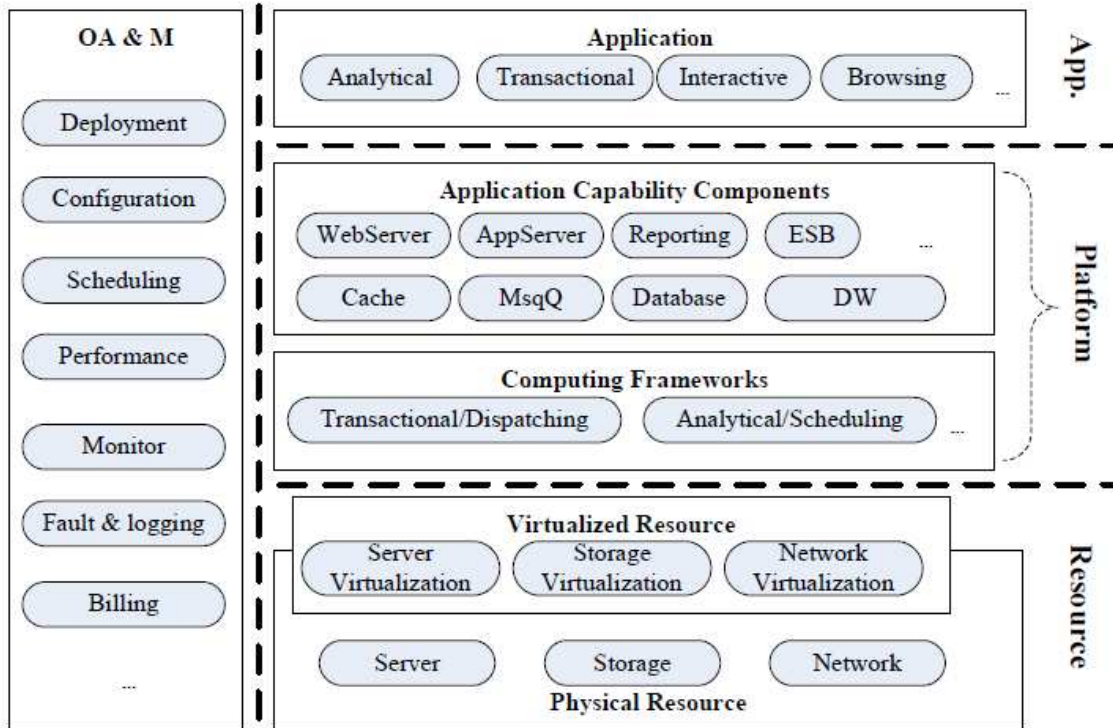 OA & M
Deployment
Configuration
Scheduling
Performance
Monitor
Fault & logging
Billing
...
Application
Analytical
Transactional
Interactive
Browsing
...
App.
Application Capability Components
WebServer
AppServer
Reporting
ESB
...
Cache
MsqQ
Database
DW
Computing Frameworks
Transactional/Dispatching
Analytical/Scheduling
...
Platform
Virtualized Resource
Server
Virtualization
Storage
Virtualization
Network
Virtualization
Server
Storage
Network
Physical Resource
Resource